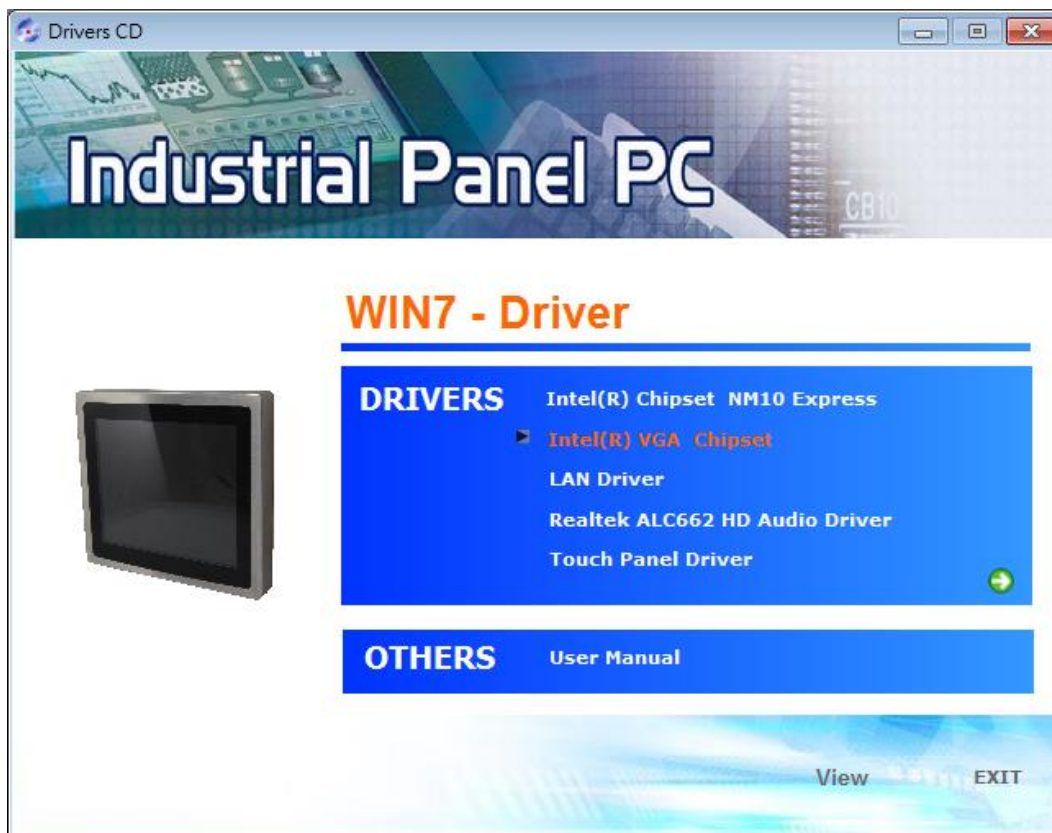 Drivers CD
Industrial Panel PC
CB10
WIN7 - Driver
DRIVERS
Intel(R) Chipset NM10 Express
Intel(R) VGA Chipset
LAN Driver
Realtek ALC662 HD Audio Driver
Touch Panel Driver
OTHERS
User Manual
View
EXIT